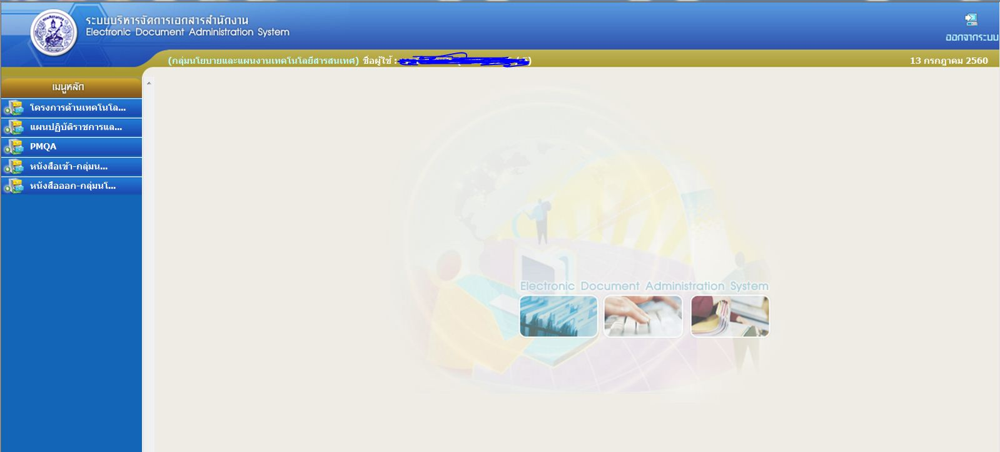 ระบบบริหารจัดการเอกสารสำนักงาน
Electronic Document Administration System
ออกจากระบบ
(กลุ่มนโยบายและแผนงานเทคโนโลยีสารสนเทศ) ชื่อผู้ใช้ :
13 กรกฎาคม 2560
เมนูหลัก
โครงการด้านเทคโนโล...
แผนปฏิบัติราชการแล...
PMQA
หนังสือเข้า-กลุ่มน...
หนังสือออก-กลุ่มนโ...
Electronic Document Administration System